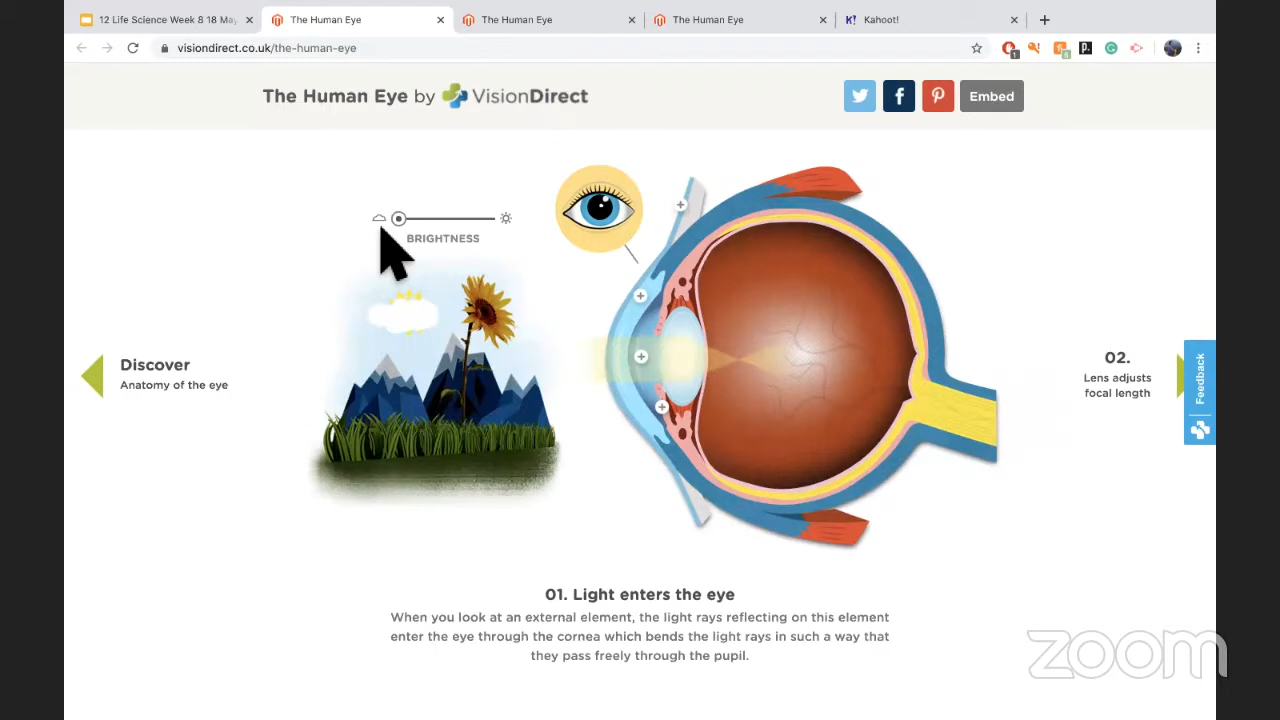 12 Life Science Week 8 18 May
The Human Eye
The Human Eye
The Human Eye
K! Kahoot!
visiondirect.co.uk/the-human-eye
The Human Eye by VisionDirect
Embed
BRIGHTNESS
Discover
Anatomy of the eye
02.
Lens adjusts
focal length
Feedback
01. Light enters the eye
When you look at an external element, the light rays reflecting on this element
enter the eye through the cornea which bends the light rays in such a way that
they pass freely through the pupil.
zoom